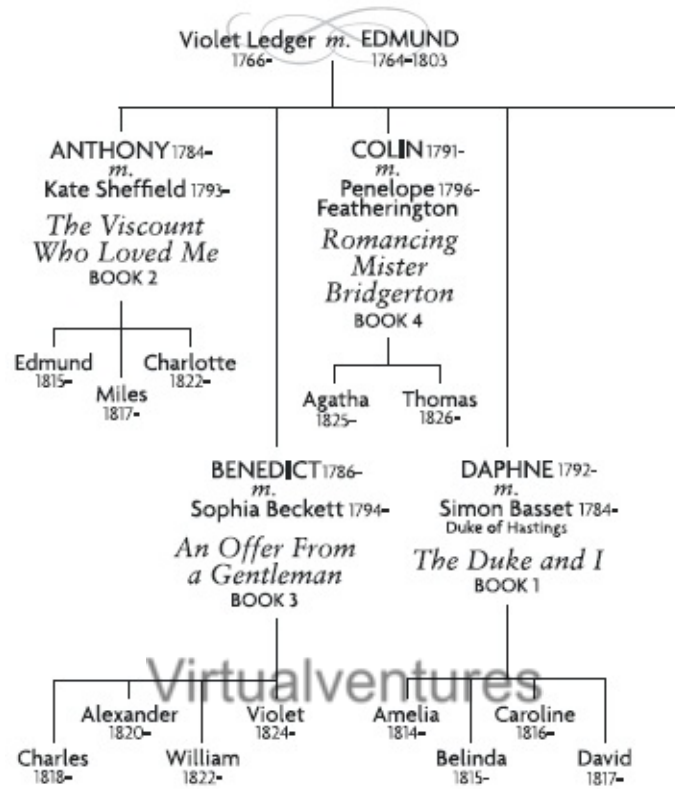 Violet Ledger m. EDMUND
1766- 1764-1803
ANTHONY 1784-
m.
Kate Sheffield 1793-
The Viscount
Who Loved Me
BOOK 2
Edmund
1815-
Miles
1817-
Charlotte
1822-
COLIN 1791-
m.
Penelope 1796-
Featherington
Romancing
Mister
Bridgerton
BOOK 4
Agatha
1825-
Thomas
1826-
BENEDICT 1786-
m.
Sophia Beckett 1794-
An Offer From
a Gentleman
BOOK 3
Charles
1818-
Alexander
1820-
William
1822-
Violet
1824-
DAPHNE 1792-
m.
Simon Basset 1784-
Duke of Hastings
The Duke and I
BOOK 1
Amelia
1814-
Belinda
1815-
Caroline
1816-
David
1817-
Virtualventures